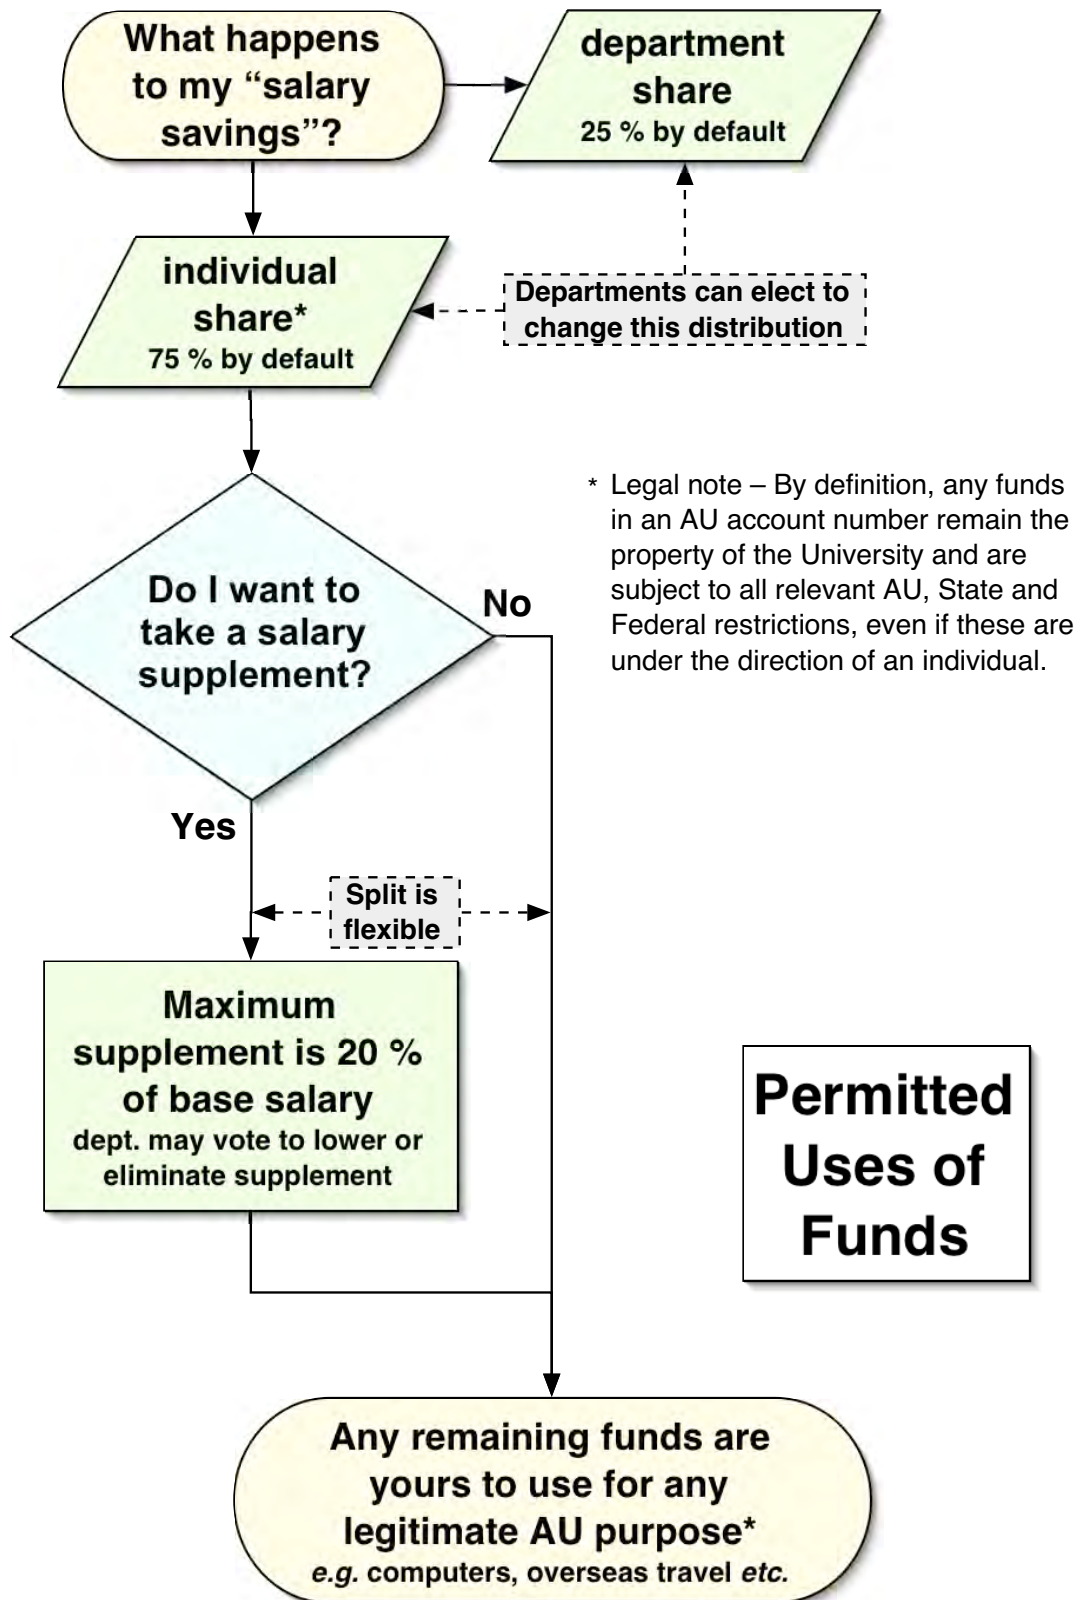 What happens
to my “salary
savings”?
department
share
25 % by default
individual
share*
75 % by default
Departments can elect to
change this distribution
* Legal note – By definition, any funds
in an AU account number remain the
property of the University and are
subject to all relevant AU, State and
Federal restrictions, even if these are
under the direction of an individual.
Do I want to
take a salary
supplement?
No
Yes
Split is
flexible
Maximum
supplement is 20 %
of base salary
dept. may vote to lower or
eliminate supplement
Permitted
Uses of
Funds
Any remaining funds are
yours to use for any
legitimate AU purpose*
e.g. computers, overseas travel etc.